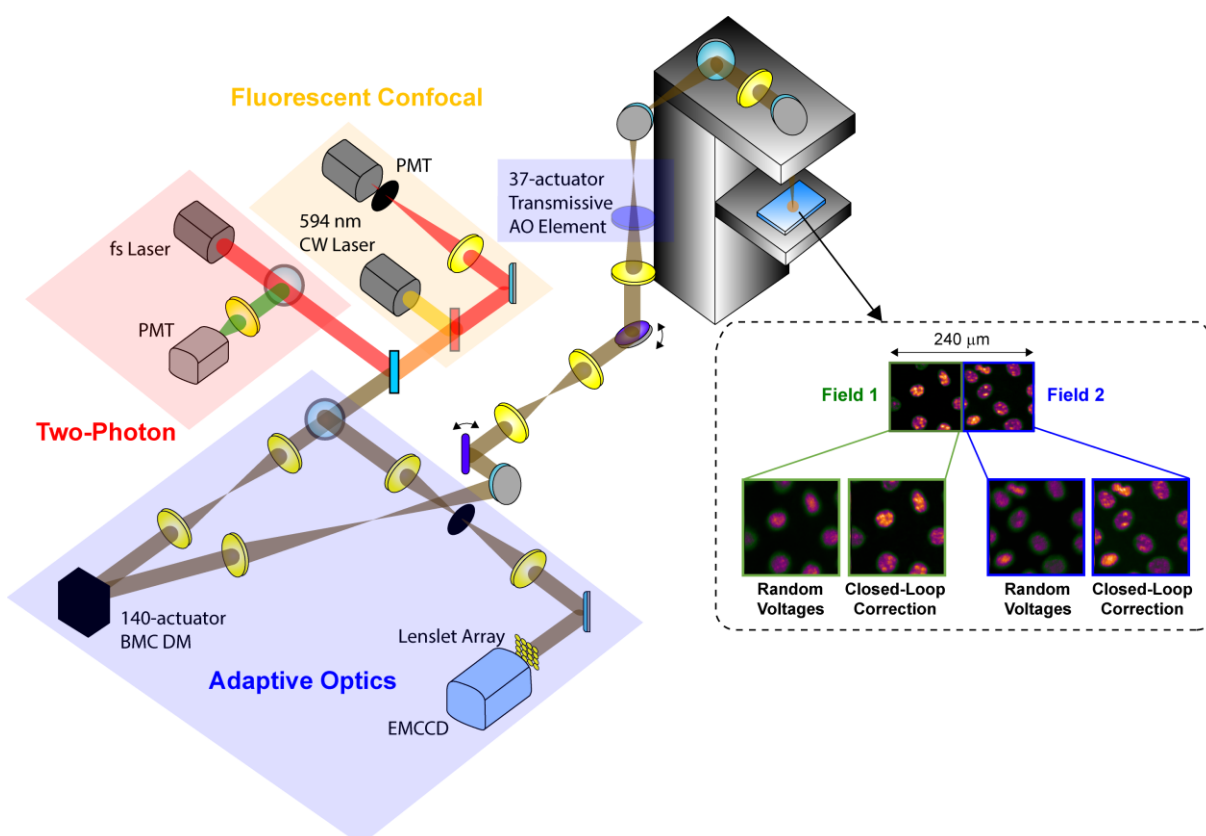 Fluorescent Confocal
PMT
594 nm
CW Laser
fs Laser
PMT
Two-Photon
37-actuator
Transmissive
AO Element
140-actuator
BMC DM
Adaptive Optics
Lenslet Array
EMCCD
240 μm
Field 1
Field 2
Random
Voltages
Closed-Loop
Correction
Random
Voltages
Closed-Loop
Correction